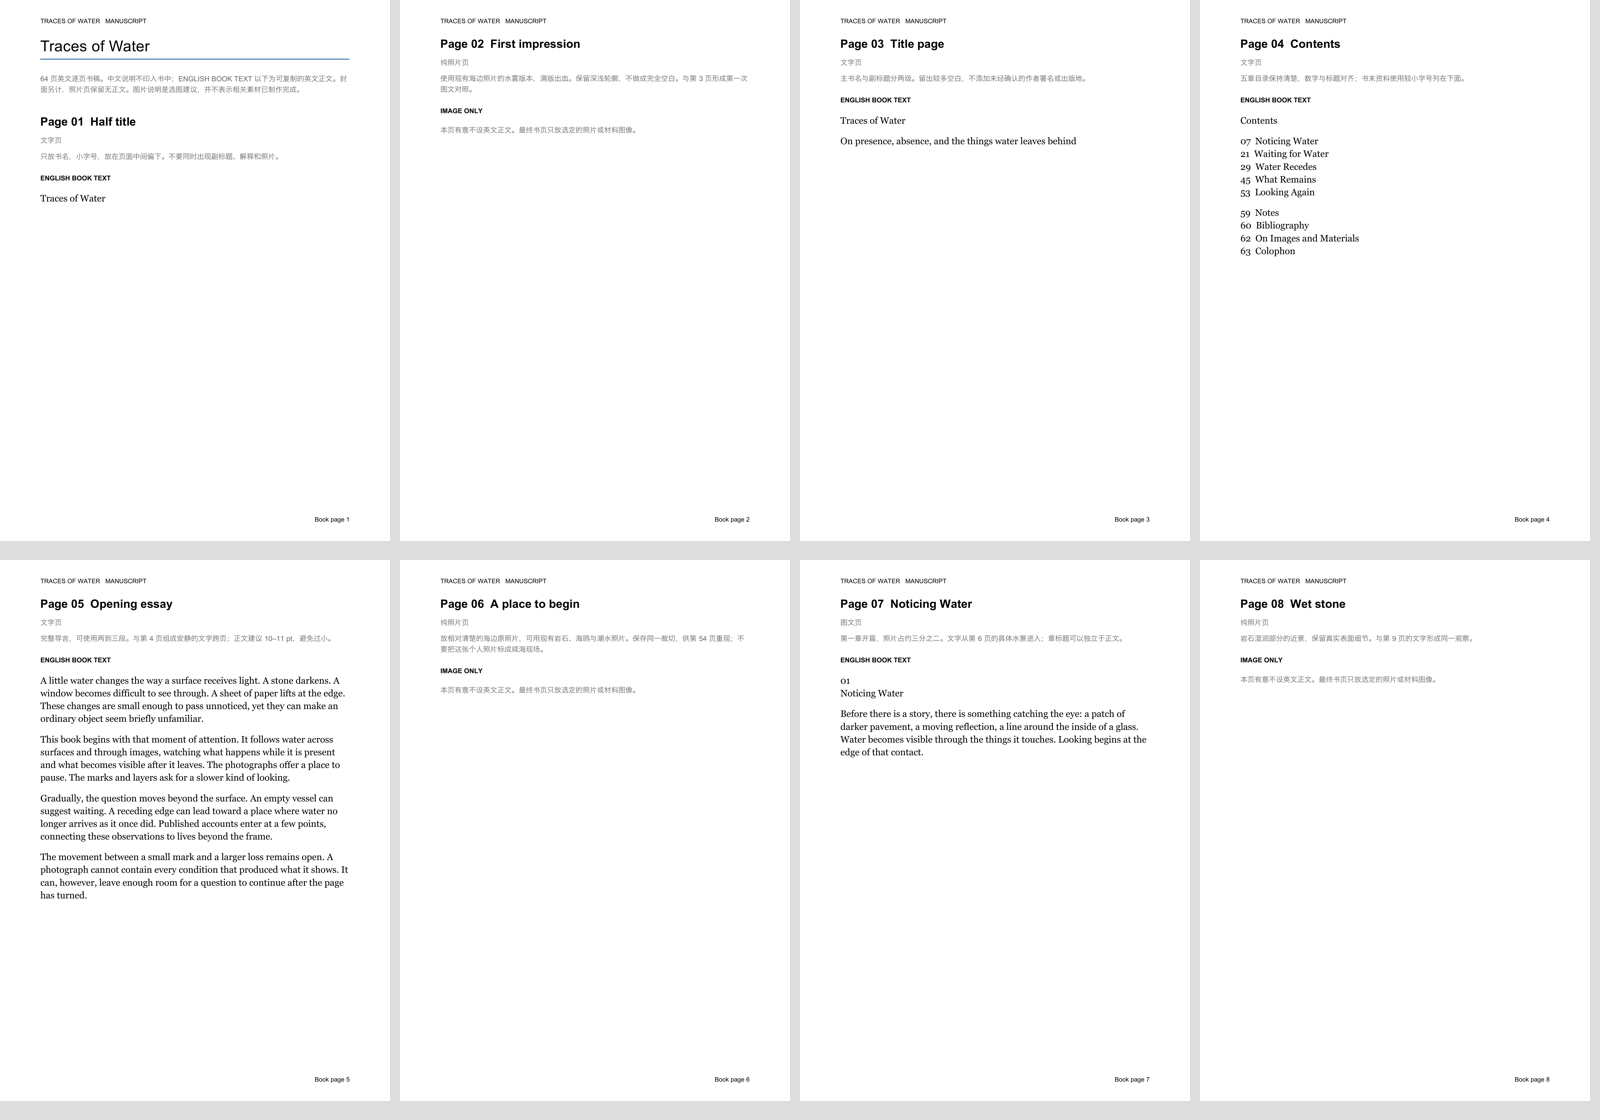 TRACES OF WATER   MANUSCRIPT
Traces of Water
64 页英文逐页书稿。中文说明不印入书中；ENGLISH BOOK TEXT 以下为可复制的英文正文。封
面另计，照片页保留无正文。图片说明是选图建议，并不表示相关素材已制作完成。
Page 01  Half title
文字页
只放书名、小字号，放在页面中间偏下。不要同时出现副标题、解释和照片。
ENGLISH BOOK TEXT
Traces of Water
Book page 1
TRACES OF WATER   MANUSCRIPT
Page 02  First impression
纯照片页
使用现有海边照片的水雾版本，满版出血。保留深浅轮廓，不做成完全空白。与第 3 页形成第一次
图文对照。
IMAGE ONLY
本页有意不设英文正文。最终书页只放选定的照片或材料图像。
Book page 2
TRACES OF WATER   MANUSCRIPT
Page 03  Title page
文字页
主书名与副标题分两级。留出较多空白，不添加未经确认的作者署名或出版地。
ENGLISH BOOK TEXT
Traces of Water
On presence, absence, and the things water leaves behind
Book page 3
TRACES OF WATER   MANUSCRIPT
Page 04  Contents
文字页
五章目录保持清楚，数字与标题对齐；书末资料使用较小字号列在下面。
ENGLISH BOOK TEXT
Contents
07  Noticing Water
21  Waiting for Water
29  Water Recedes
45  What Remains
53  Looking Again
59  Notes
60  Bibliography
62  On Images and Materials
63  Colophon
Book page 4
TRACES OF WATER   MANUSCRIPT
Page 05  Opening essay
文字页
完整导言，可使用两到三段。与第 4 页组成安静的文字跨页；正文建议 10–11 pt，避免过小。
ENGLISH BOOK TEXT
A little water changes the way a surface receives light. A stone darkens. A
window becomes difficult to see through. A sheet of paper lifts at the edge.
These changes are small enough to pass unnoticed, yet they can make an
ordinary object seem briefly unfamiliar.
This book begins with that moment of attention. It follows water across
surfaces and through images, watching what happens while it is present
and what becomes visible after it leaves. The photographs offer a place to
pause. The marks and layers ask for a slower kind of looking.
Gradually, the question moves beyond the surface. An empty vessel can
suggest waiting. A receding edge can lead toward a place where water no
longer arrives as it once did. Published accounts enter at a few points,
connecting these observations to lives beyond the frame.
The movement between a small mark and a larger loss remains open. A
photograph cannot contain every condition that produced what it shows. It
can, however, leave enough room for a question to continue after the page
has turned.
Book page 5
TRACES OF WATER   MANUSCRIPT
Page 06  A place to begin
纯照片页
放相对清楚的海边原照片，可用现有岩石、海鸥与潮水照片。保存同一裁切，供第 54 页重现；不
要把这张个人照片标成咸海现场。
IMAGE ONLY
本页有意不设英文正文。最终书页只放选定的照片或材料图像。
Book page 6
TRACES OF WATER   MANUSCRIPT
Page 07  Noticing Water
图文页
第一章开篇，照片占约三分之二。文字从第 6 页的具体水景进入；章标题可以独立于正文。
ENGLISH BOOK TEXT
01
Noticing Water
Before there is a story, there is something catching the eye: a patch of
darker pavement, a moving reflection, a line around the inside of a glass.
Water becomes visible through the things it touches. Looking begins at the
edge of that contact.
Book page 7
TRACES OF WATER   MANUSCRIPT
Page 08  Wet stone
纯照片页
岩石湿润部分的近景，保留真实表面细节。与第 9 页的文字形成同一观察。
IMAGE ONLY
本页有意不设英文正文。最终书页只放选定的照片或材料图像。
Book page 8